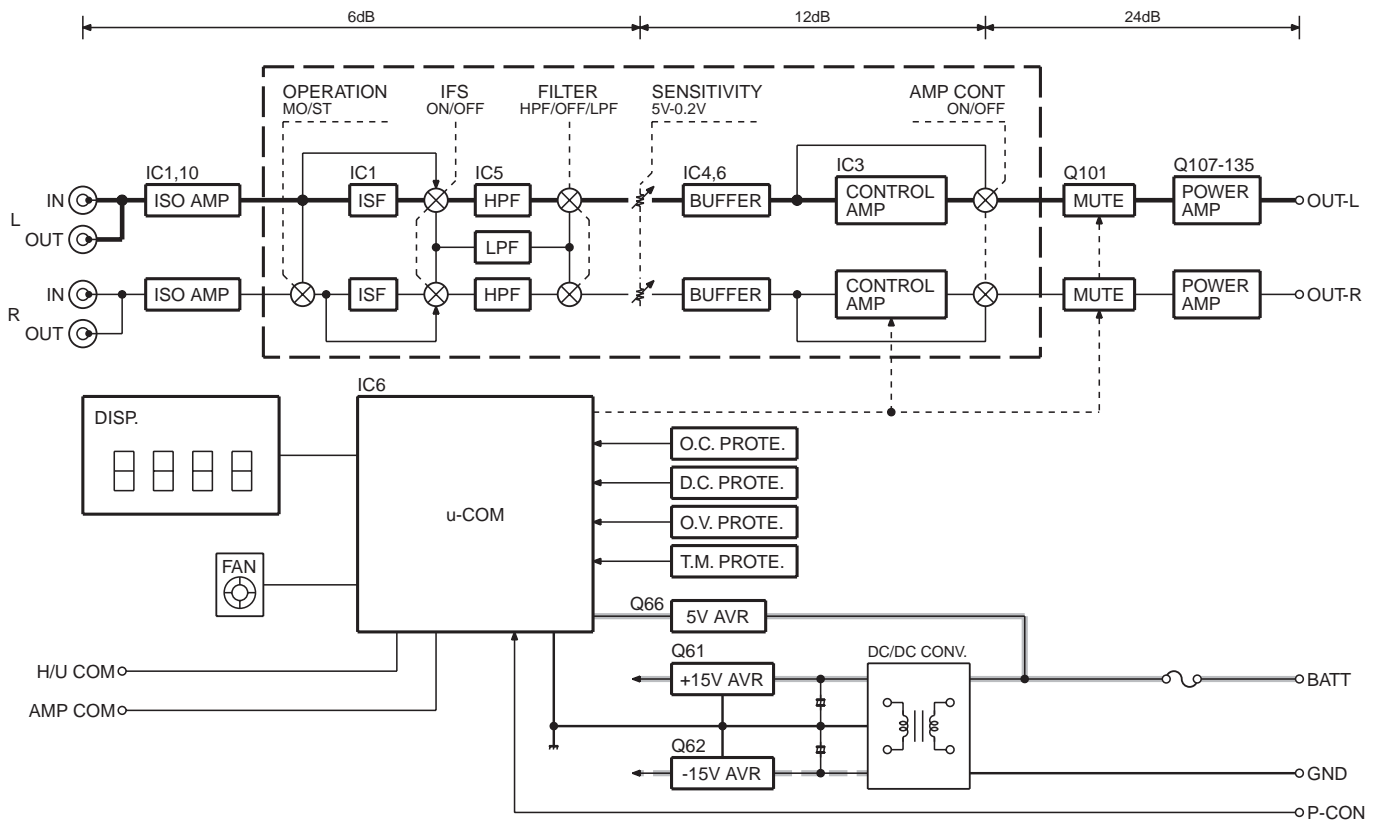 6dB
12dB
24dB
OPERATION
MO/ST
IFS
ON/OFF
FILTER
HPF/OFF/LPF
SENSITIVITY
5V-0.2V
AMP CONT
ON/OFF
IC1,10
IC1
IC5
IC4,6
IC3
Q101
Q107-135
L
IN
OUT
ISO AMP
ISF
HPF
BUFFER
CONTROL
AMP
MUTE
POWER
AMP
OUT-L
LPF
R
IN
OUT
ISO AMP
ISF
HPF
BUFFER
CONTROL
AMP
MUTE
POWER
AMP
OUT-R
IC6
DISP.
u-COM
O.C. PROTE.
D.C. PROTE.
O.V. PROTE.
T.M. PROTE.
FAN
Q66
5V AVR
Q61
+15V AVR
DC/DC CONV.
H/U COM
BATT
AMP COM
Q62
-15V AVR
GND
P-CON